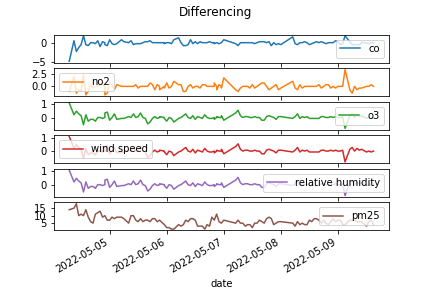 Differencing
0
−5
co
2.5
0.0
no2
1
0
o3
1
0
wind speed
1
0
relative humidity
15
10
5
pm25
2022-05-05
2022-05-06
2022-05-07
2022-05-08
2022-05-09
date